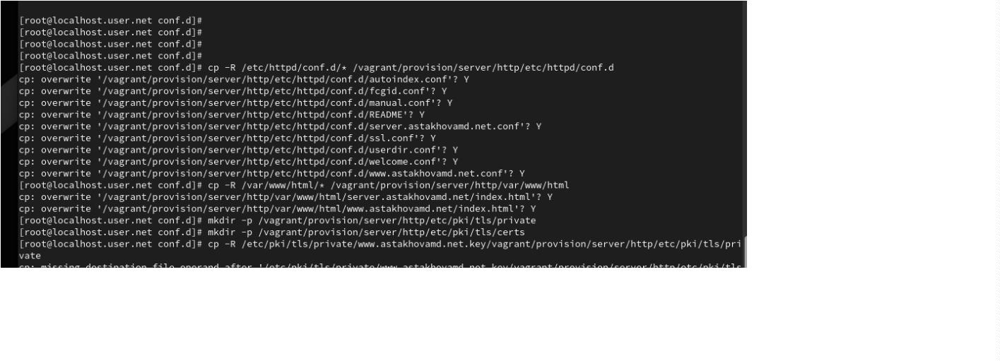 [root@localhost.user.net conf.d]#
[root@localhost.user.net conf.d]#
[root@localhost.user.net conf.d]#
[root@localhost.user.net conf.d]#
[root@localhost.user.net conf.d]# cp -R /etc/httpd/conf.d/* /vagrant/provision/server/http/etc/httpd/conf.d
cp: overwrite '/vagrant/provision/server/http/etc/httpd/conf.d/autoindex.conf'? Y
cp: overwrite '/vagrant/provision/server/http/etc/httpd/conf.d/fcgid.conf'? Y
cp: overwrite '/vagrant/provision/server/http/etc/httpd/conf.d/manual.conf'? Y
cp: overwrite '/vagrant/provision/server/http/etc/httpd/conf.d/README'? Y
cp: overwrite '/vagrant/provision/server/http/etc/httpd/conf.d/server.astakhovamd.net.conf'? Y
cp: overwrite '/vagrant/provision/server/http/etc/httpd/conf.d/ssl.conf'? Y
cp: overwrite '/vagrant/provision/server/http/etc/httpd/conf.d/userdir.conf'? Y
cp: overwrite '/vagrant/provision/server/http/etc/httpd/conf.d/welcome.conf'? Y
cp: overwrite '/vagrant/provision/server/http/etc/httpd/conf.d/www.astakhovamd.net.conf'? Y
[root@localhost.user.net conf.d]# cp -R /var/www/html/* /vagrant/provision/server/http/var/www/html
cp: overwrite '/vagrant/provision/server/http/var/www/html/server.astakhovamd.net/index.html'? Y
cp: overwrite '/vagrant/provision/server/http/var/www/html/www.astakhovamd.net/index.html'? Y
[root@localhost.user.net conf.d]# mkdir -p /vagrant/provision/server/http/etc/pki/tls/private
[root@localhost.user.net conf.d]# mkdir -p /vagrant/provision/server/http/etc/pki/tls/certs
[root@localhost.user.net conf.d]# cp -R /etc/pki/tls/private/www.astakhovamd.net.key/vagrant/provision/server/http/etc/pki/tls/pri
vate
cp: missing destination file operand after '/etc/pki/tls/private/www.astakhovamd.net.key/vagrant/provision/server/http/etc/pki/tls